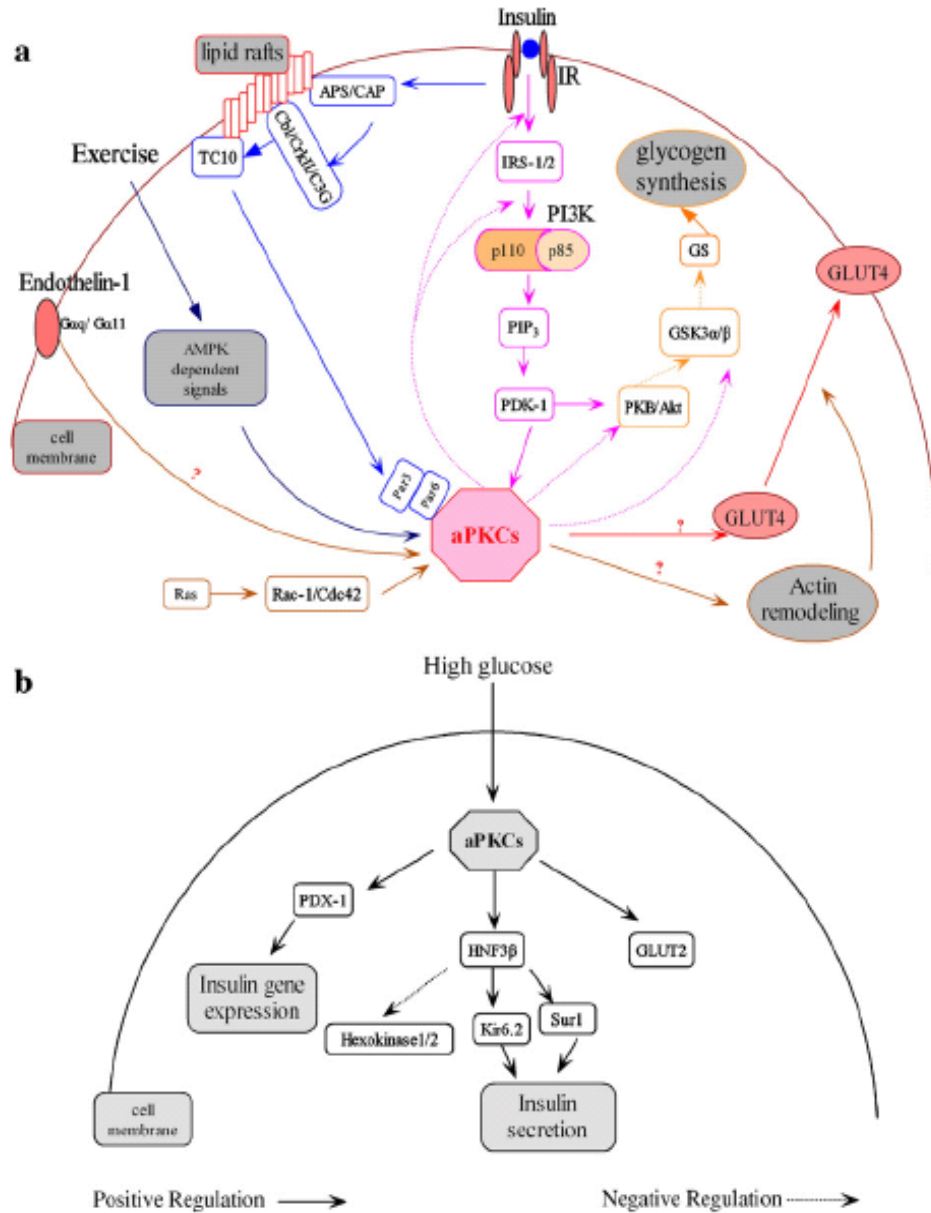 a
Insulin
lipid rafts
IR
APS/CAP
Cbl/CrkII/C3G
TC10
Exercise
IRS-1/2
glycogen
synthesis
PI3K
p110
p85
GS
GLUT4
Endothelin-1
Gαq/ Gα11
PIP3
GSK3α/β
AMPK
dependent
signals
PDK-1
PKB/Akt
cell
membrane
?
Par3
Par6
aPKCs
?
GLUT4
?
Ras
Rac-1/Cdc42
Actin
remodeling
b
High glucose
aPKCs
PDX-1
HNF3β
GLUT2
Insulin gene
expression
Hexokinase1/2
Kir6.2
Sur1
cell
membrane
Insulin
secretion
Positive Regulation
Negative Regulation